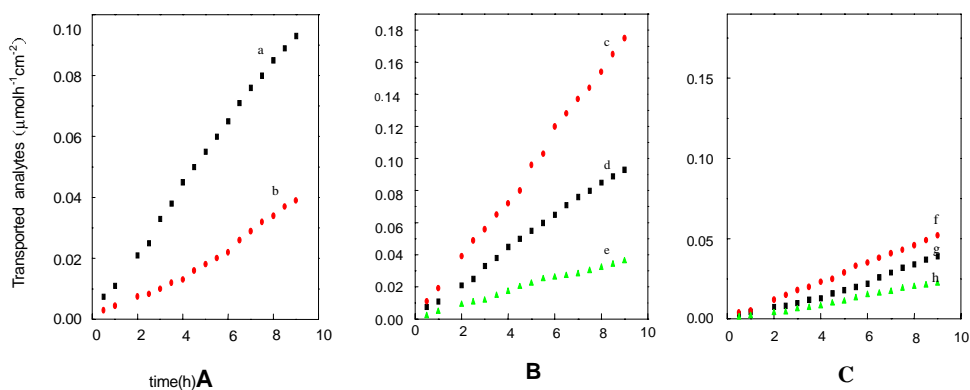 Transported analytes (μmolh⁻¹cm⁻²)
0.10
0.08
0.06
0.04
0.02
0.00
a
b
0 2 4 6 8 10
time(h) A
0.18
0.16
0.14
0.12
0.10
0.08
0.06
0.04
0.02
0.00
c
d
e
0 2 4 6 8 10
B
0.15
0.10
0.05
0.00
f
g
h
0 2 4 6 8 10
C